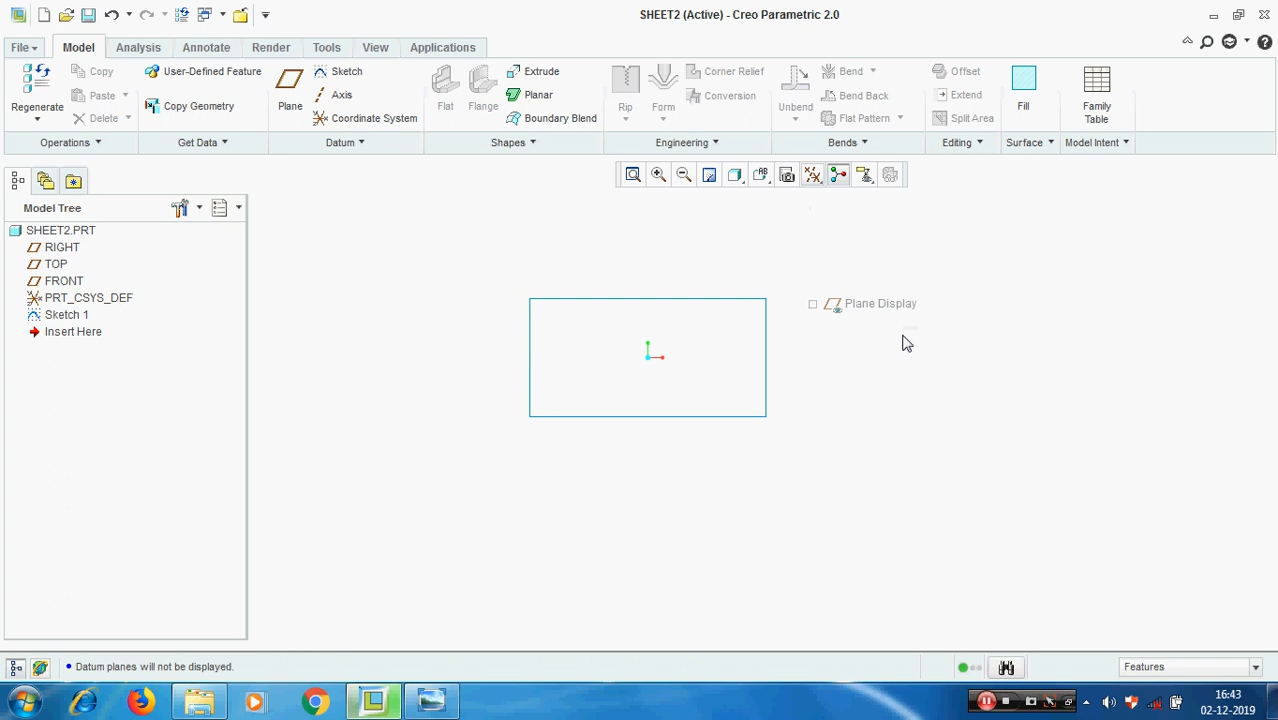 SHEET2 (Active) - Creo Parametric 2.0
File Model Analysis Annotate Render Tools View Applications
Regenerate
Copy
Paste
Delete
Operations
User-Defined Feature
Copy Geometry
Get Data
Plane
Sketch
Axis
Coordinate System
Datum
Flat
Flange
Extrude
Planar
Boundary Blend
Shapes
Rip
Form
Corner Relief
Conversion
Engineering
Unbend
Bend
Bend Back
Flat Pattern
Bends
Offset
Extend
Split Area
Editing
Fill
Surface
Family
Table
Model Intent
Model Tree
SHEET2.PRT
RIGHT
TOP
FRONT
PRT_CSYS_DEF
Sketch 1
Insert Here
Plane Display
Datum planes will not be displayed.
Features
16:43
02-12-2019